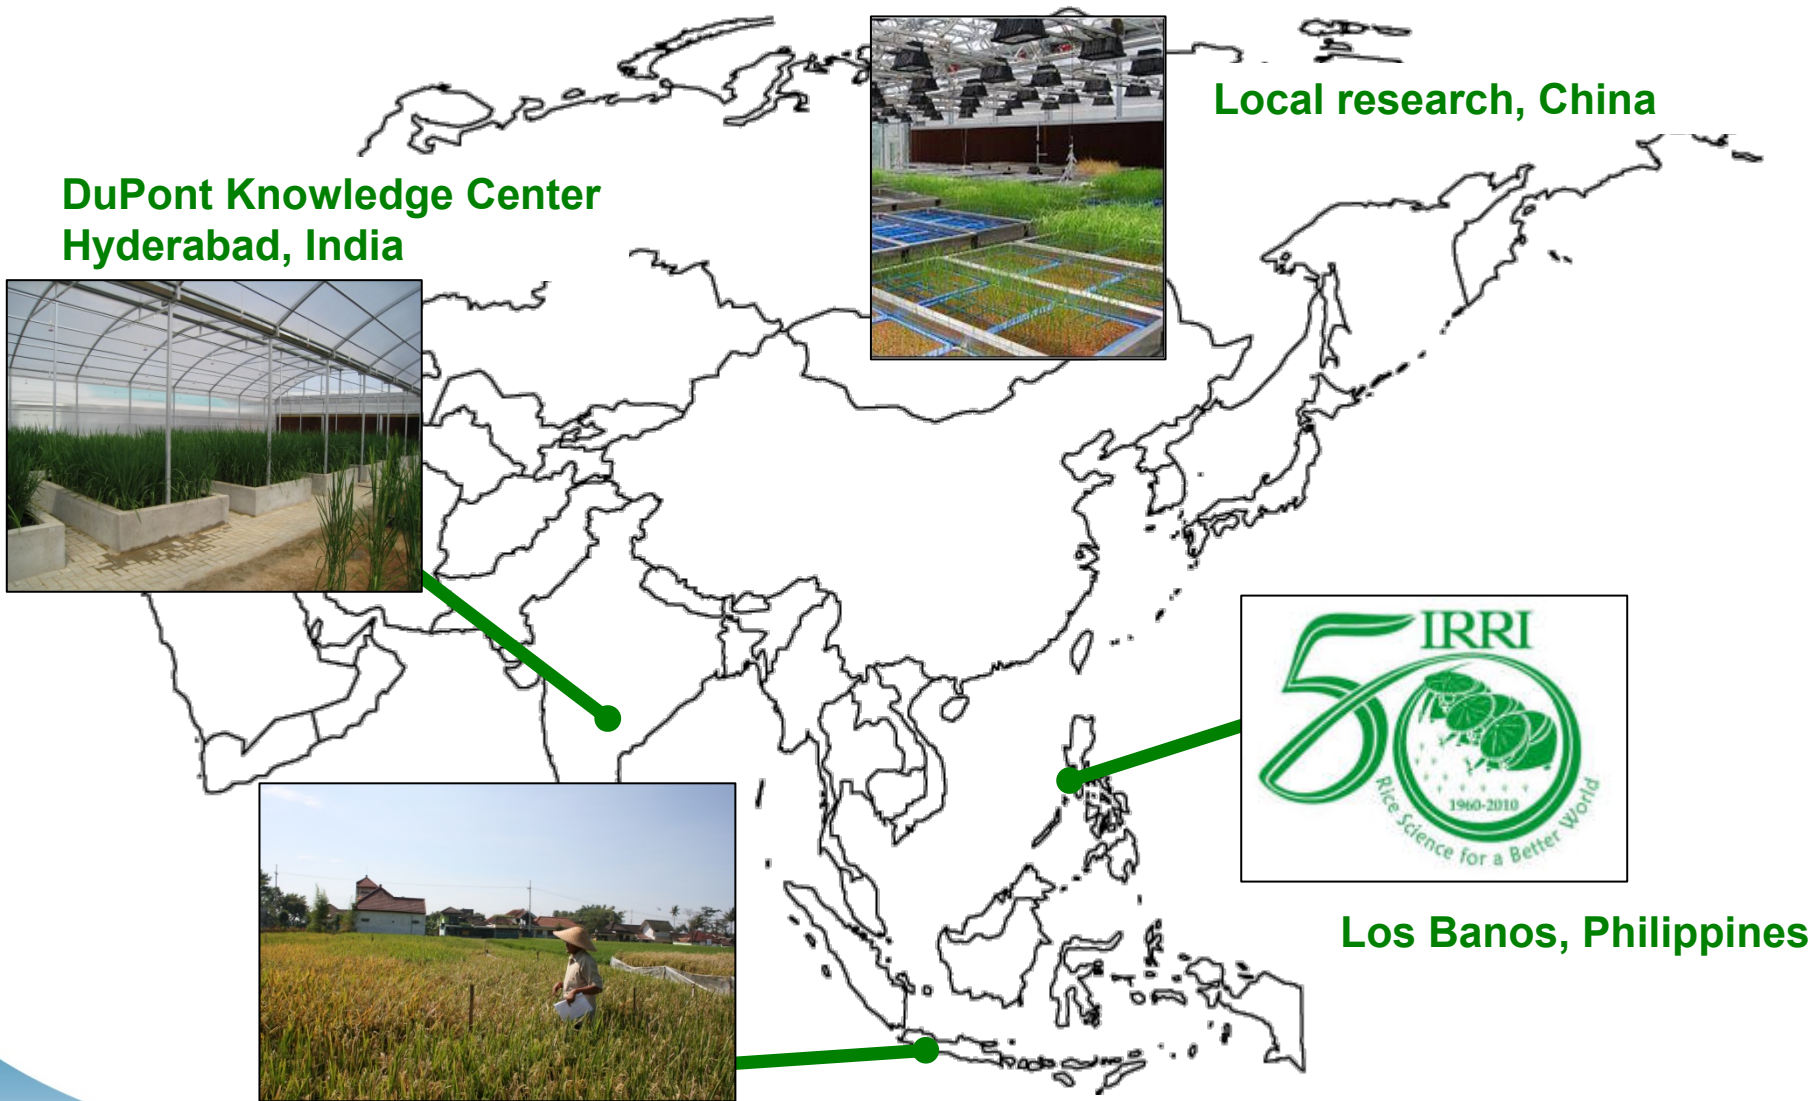 Local research, China
DuPont Knowledge Center
Hyderabad, India
50
IRRI
1960-2010
Rice Science for a Better World
Los Banos, Philippines